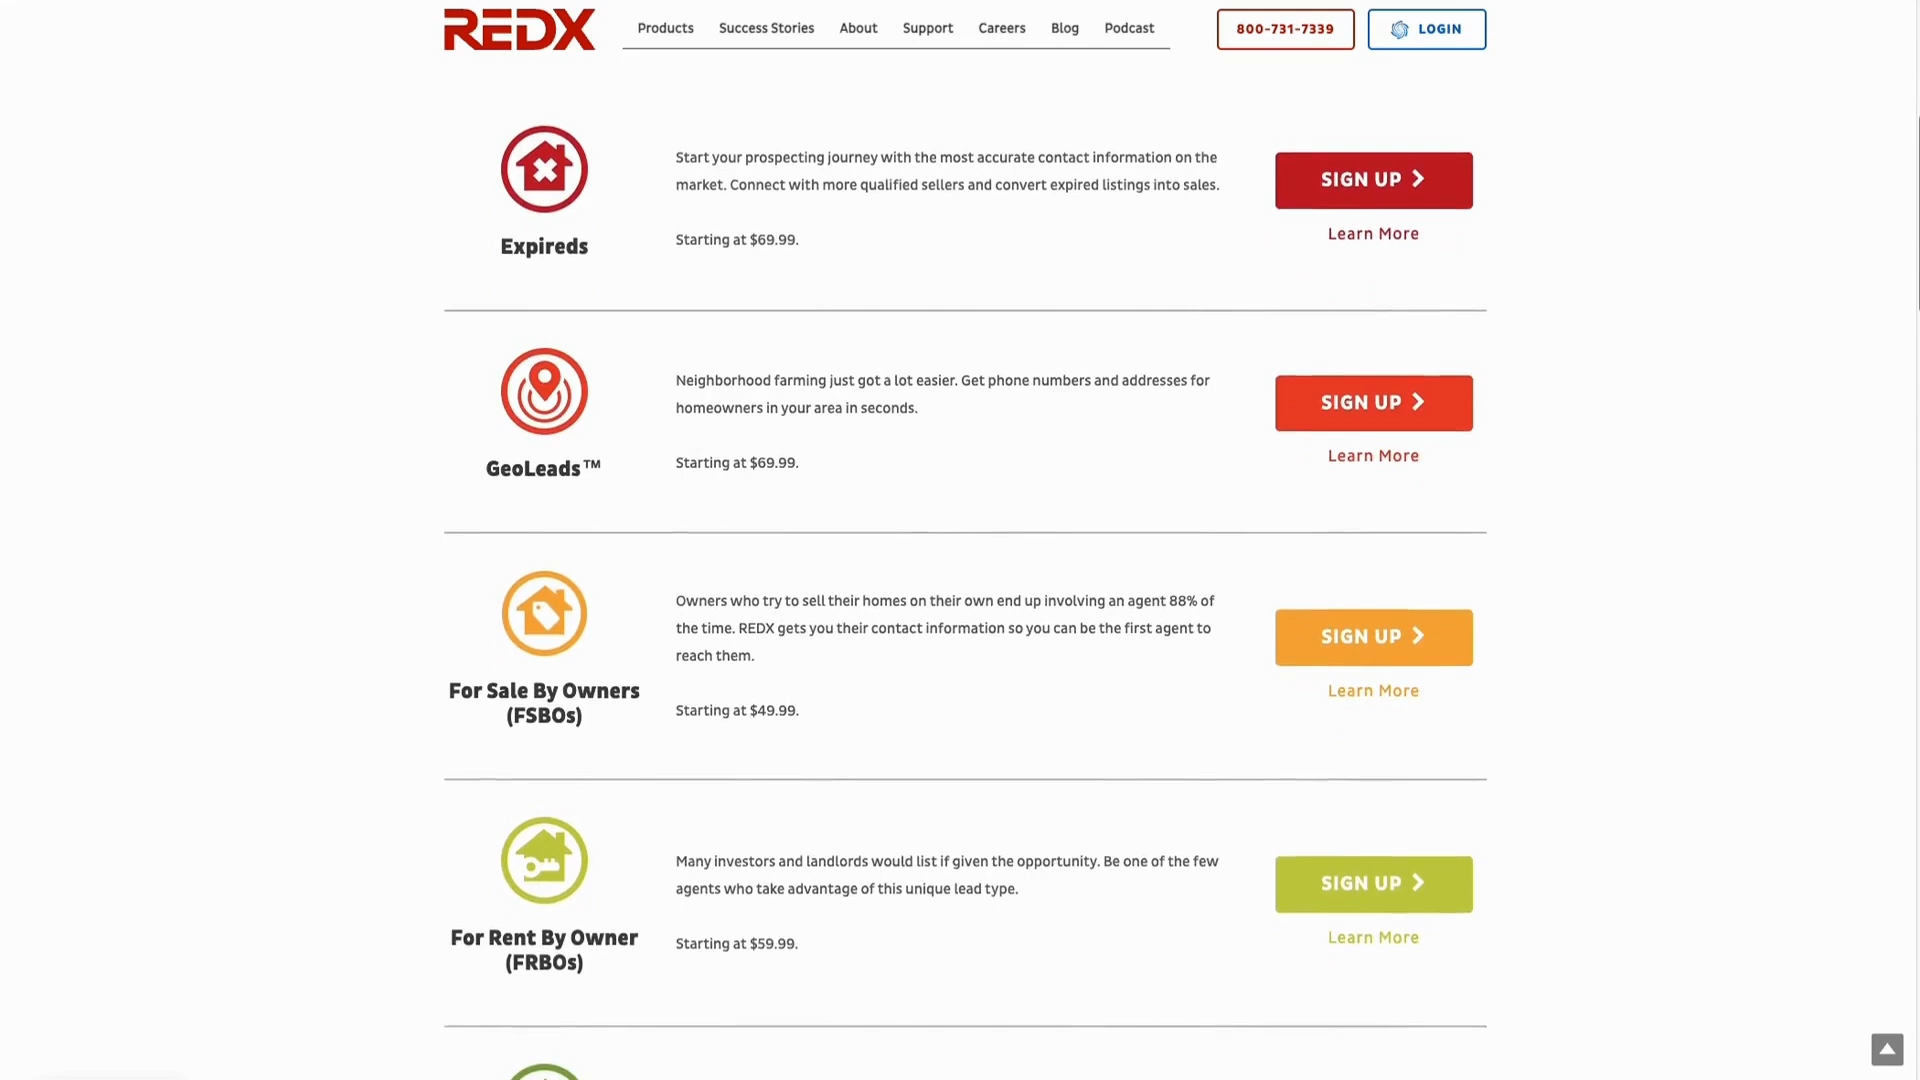 REDX
Products
Success Stories
About
Support
Careers
Blog
Podcast
800-731-7339
LOGIN
Start your prospecting journey with the most accurate contact information on the
market. Connect with more qualified sellers and convert expired listings into sales.
Starting at $69.99.
Expireds
SIGN UP
Learn More
Neighborhood farming just got a lot easier. Get phone numbers and addresses for
homeowners in your area in seconds.
Starting at $69.99.
GeoLeads™
SIGN UP
Learn More
Owners who try to sell their homes on their own end up involving an agent 88% of
the time. REDX gets you their contact information so you can be the first agent to
reach them.
Starting at $49.99.
For Sale By Owners
(FSBOs)
SIGN UP
Learn More
Many investors and landlords would list if given the opportunity. Be one of the few
agents who take advantage of this unique lead type.
Starting at $59.99.
For Rent By Owner
(FRBOs)
SIGN UP
Learn More